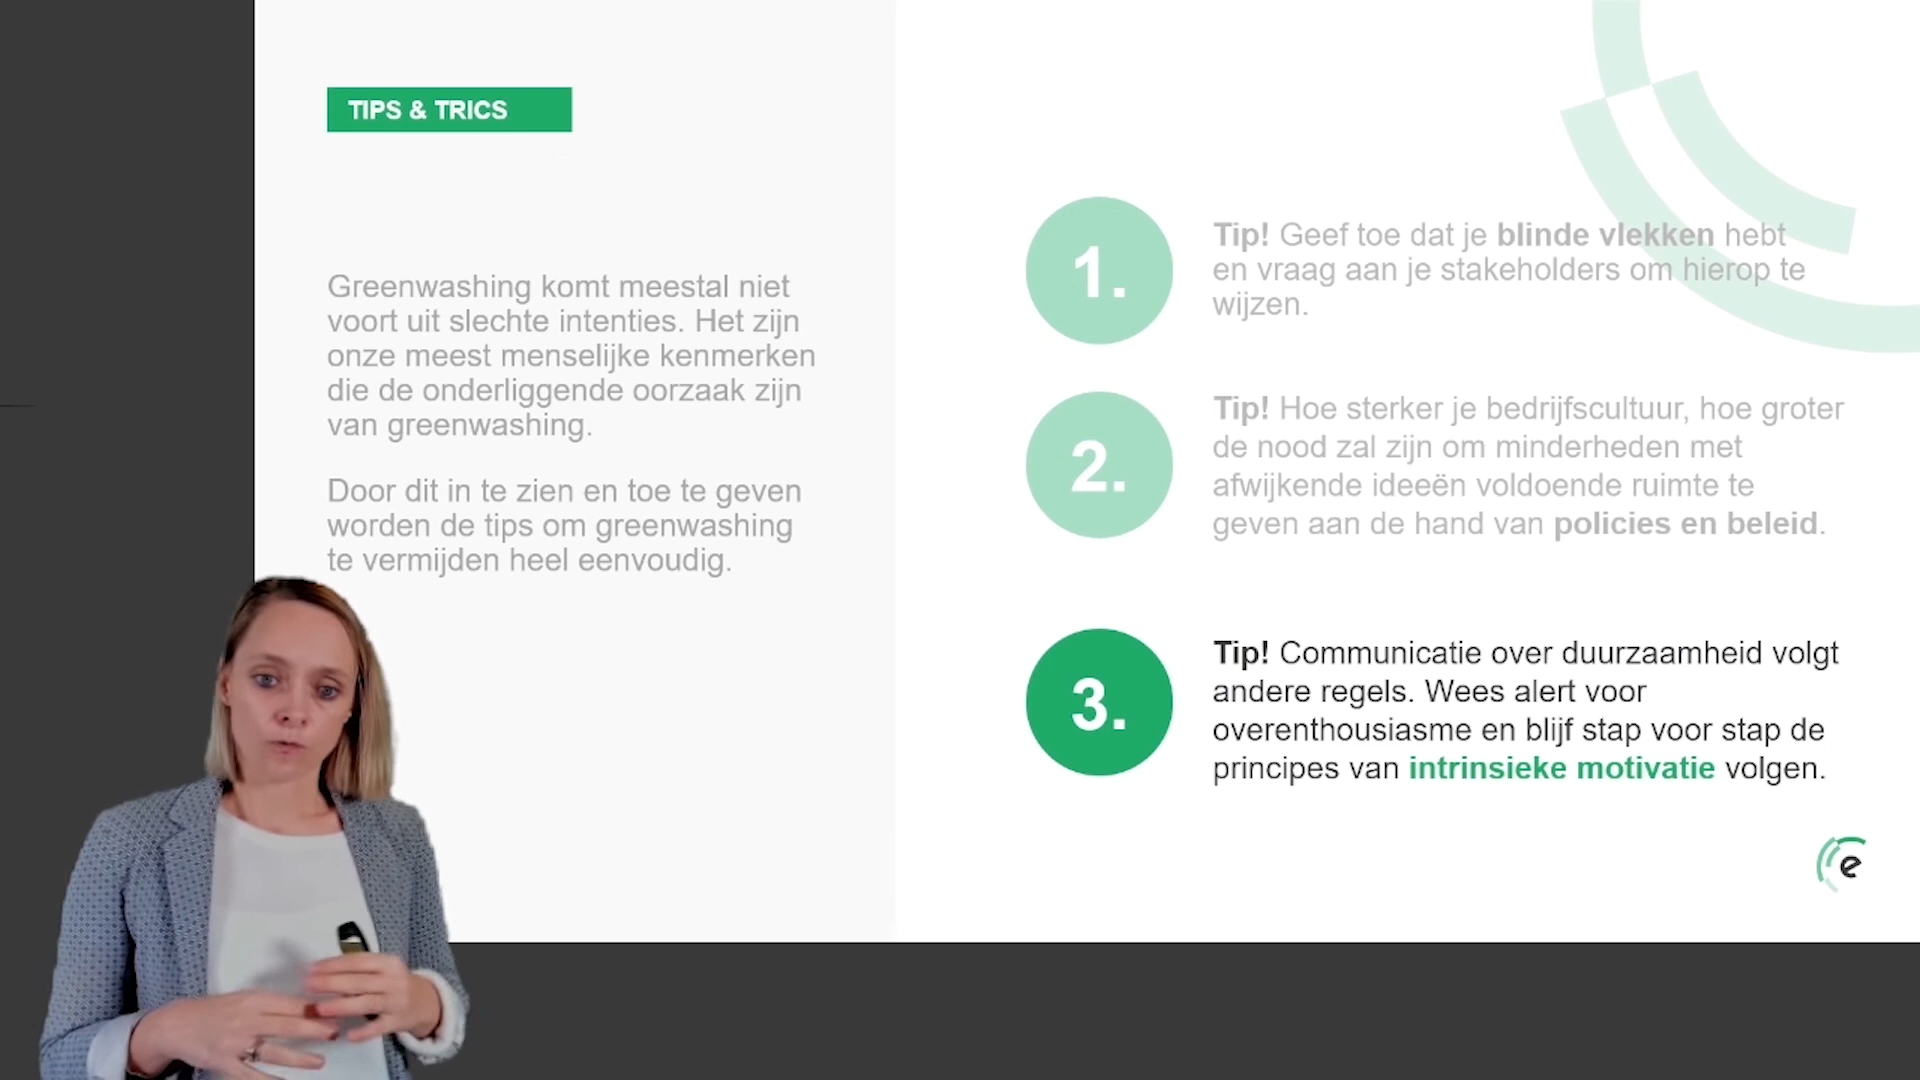 TIPS & TRICS
Greenwashing komt meestal niet
voort uit slechte intenties. Het zijn
onze meest menselijke kenmerken
die de onderliggende oorzaak zijn
van greenwashing.
Door dit in te zien en toe te geven
worden de tips om greenwashing
te vermijden heel eenvoudig.
1.
Tip! Geef toe dat je blinde vlekken hebt
en vraag aan je stakeholders om hierop te
wijzen.
2.
Tip! Hoe sterker je bedrijfscultuur, hoe groter
de nood zal zijn om minderheden met
afwijkende ideeën voldoende ruimte te
geven aan de hand van policies en beleid.
3.
Tip! Communicatie over duurzaamheid volgt
andere regels. Wees alert voor
overenthousiasme en blijf stap voor stap de
principes van intrinsieke motivatie volgen.
e